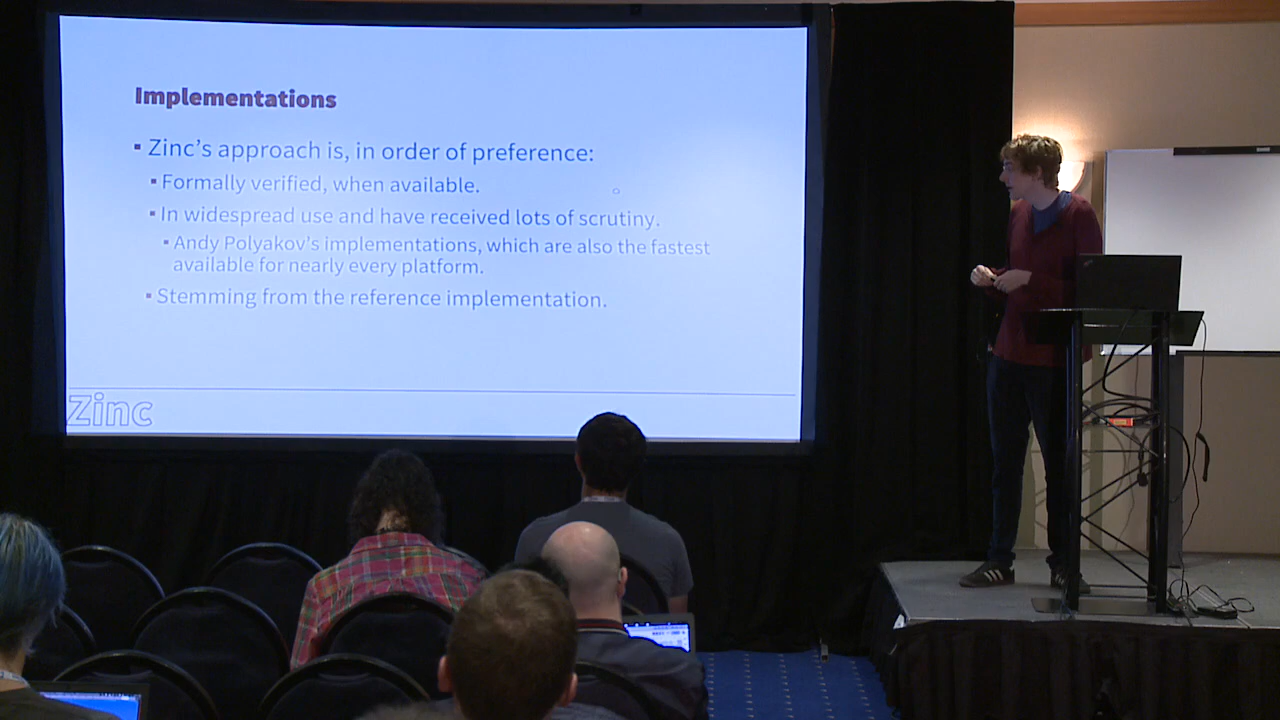 Implementations
▪ Zinc’s approach is, in order of preference:
▪ Formally verified, when available.
▪ In widespread use and have received lots of scrutiny.
▪ Andy Polyakov’s implementations, which are also the fastest
available for nearly every platform.
▪ Stemming from the reference implementation.
Zinc